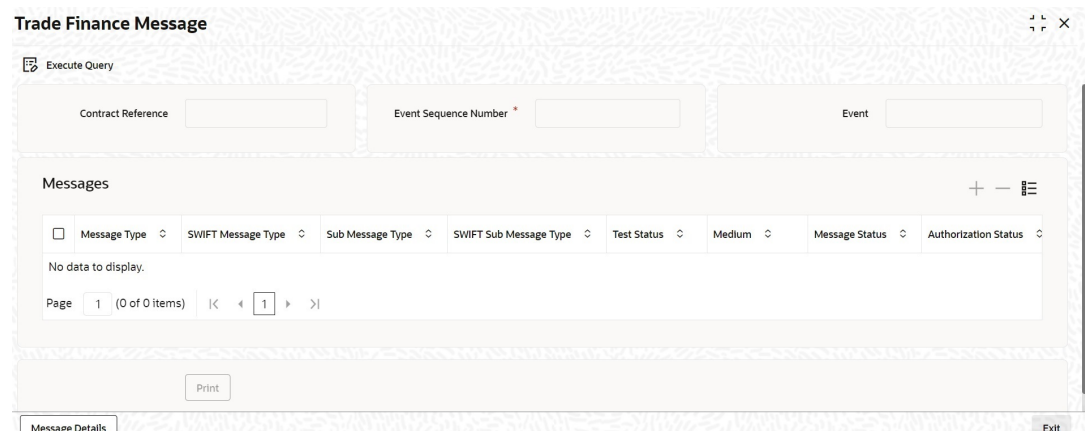 Trade Finance Message
Execute Query
Contract Reference Event Sequence Number * Event
Messages
Message Type SWIFT Message Type Sub Message Type SWIFT Sub Message Type Test Status Medium Message Status Authorization Status
No data to display.
Page 1 (0 of 0 items) 1
Print
Message Details Exit